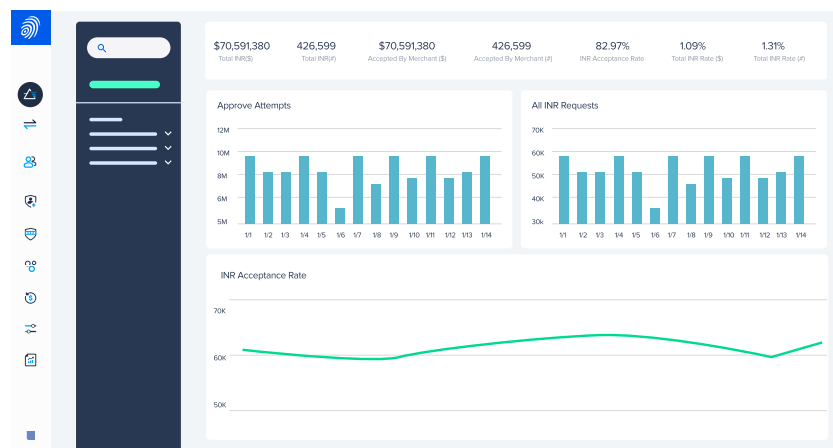 $70,591,380 426,599 $70,591,380 426,599 82.97% 1.09% 1.31%
Total INR($) Total INR(#) Accepted By Merchant ($) Accepted By Merchant (#) INR Acceptance Rate Total INR Rate ($) Total INR Rate (#)
Approve Attempts
12M
10M
8M
6M
5M
1/1 1/2 1/3 1/4 1/5 1/6 1/7 1/8 1/9 1/10 1/11 1/12 1/13 1/14
All INR Requests
70K
60K
50K
40K
30k
1/1 1/2 1/3 1/4 1/5 1/6 1/7 1/8 1/9 1/10 1/11 1/12 1/13 1/14
INR Acceptance Rate
70K
60K
50K